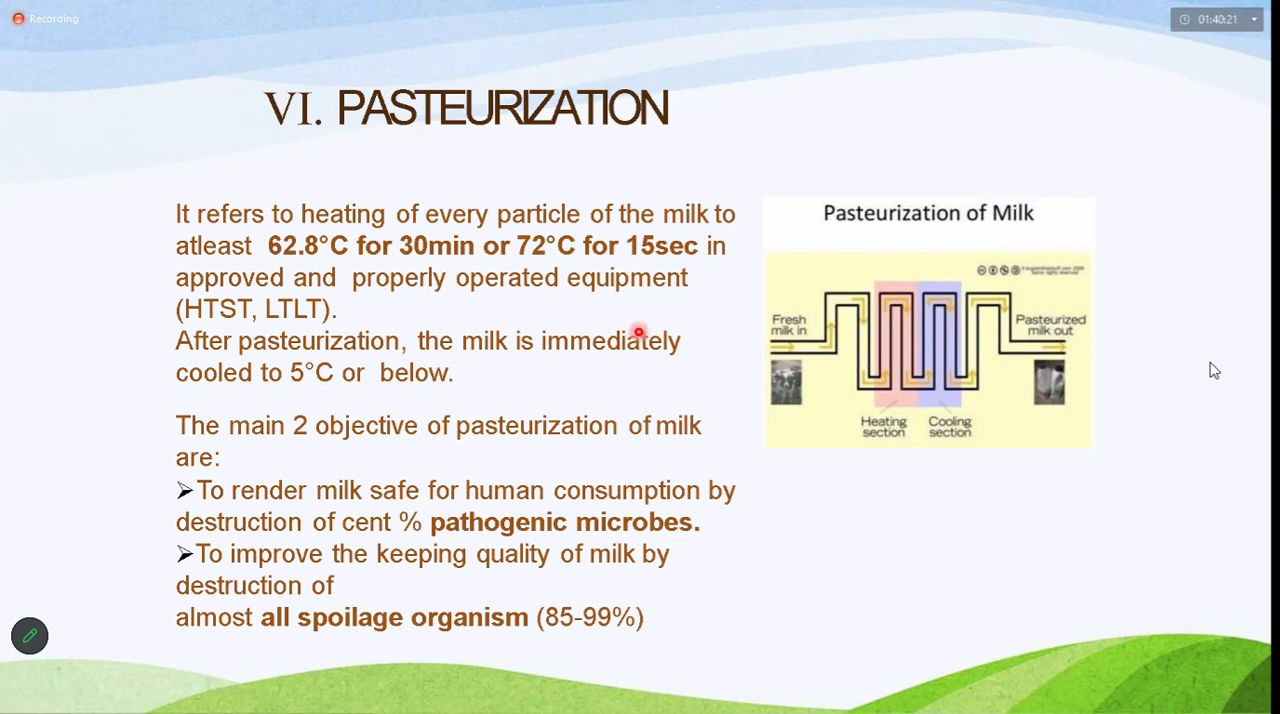 Recording
01:40:21
VI. PASTEURIZATION
It refers to heating of every particle of the milk to
atleast 62.8°C for 30min or 72°C for 15sec in
approved and properly operated equipment
(HTST, LTLT).
After pasteurization, the milk is immediately
cooled to 5°C or below.
The main 2 objective of pasteurization of milk
are:
➢To render milk safe for human consumption by
destruction of cent % pathogenic microbes.
➢To improve the keeping quality of milk by
destruction of
almost all spoilage organism (85-99%)
Pasteurization of Milk
Fresh
milk in
Pasteurized
milk out
Heating
section
Cooling
section